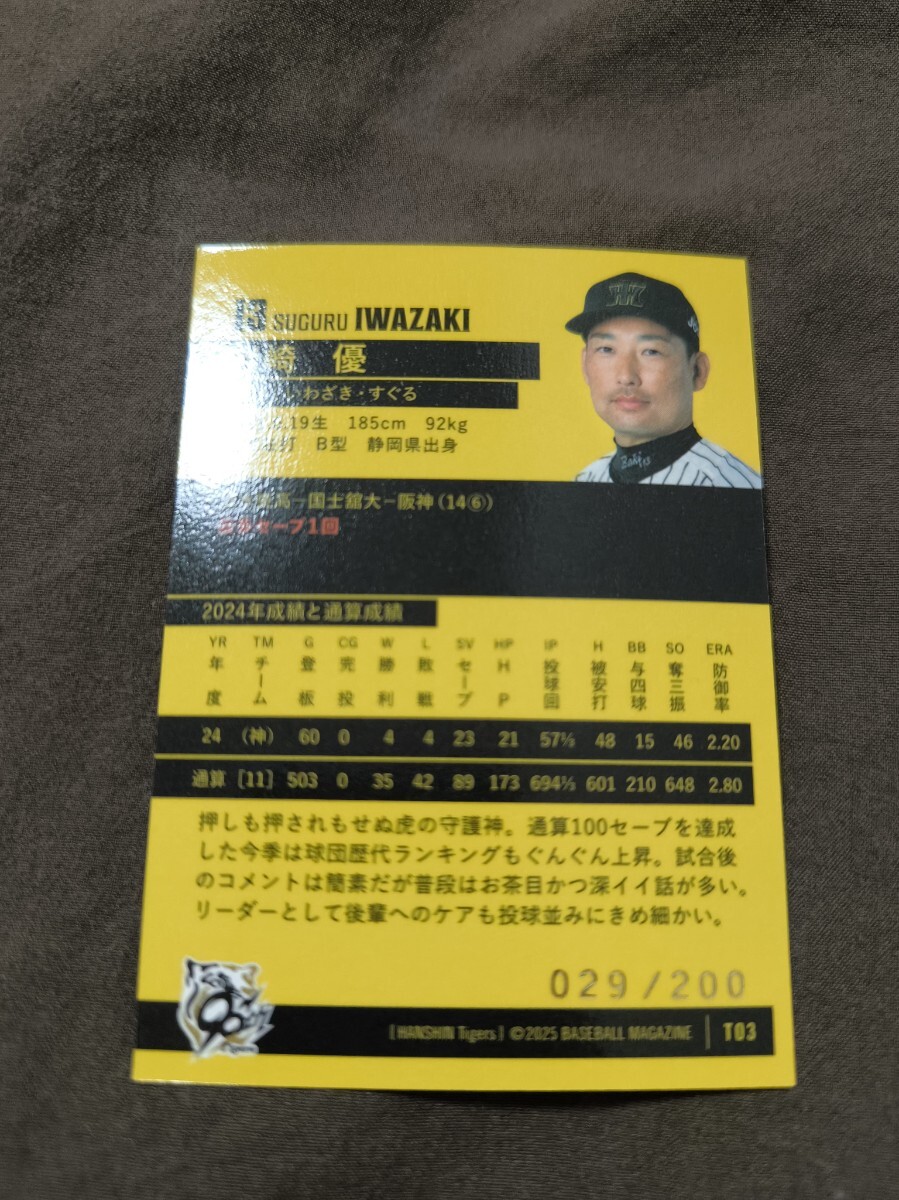 13 SUGURU IWAZAKI
崎 優
いわざき・すぐる
.19生 185cm 92kg
左打 B型 静岡県出身
高ー国士舘大ー阪神(14⑥)
セーブ1回
2024年成績と通算成績
YR TM G CG W L SV HP IP H BB SO ERA
年度 チーム 登板 完投 勝利 敗戦 セーブ HP 投球回 被安打 与四球 奪三振 防御率
24 (神) 60 0 4 4 23 21 57⅓ 48 15 46 2.20
通算 [11] 503 0 35 42 89 173 694⅓ 601 210 648 2.80
押しも押されもせぬ虎の守護神。通算100セーブを達成
した今季は球団歴代ランキングもぐんぐん上昇。試合後
のコメントは簡素だが普段はお茶目かつ深イイ話が多い。
リーダーとして後輩へのケアも投球並みにきめ細かい。
029/200
[HANSHIN Tigers] ©2025 BASEBALL MAGAZINE T03